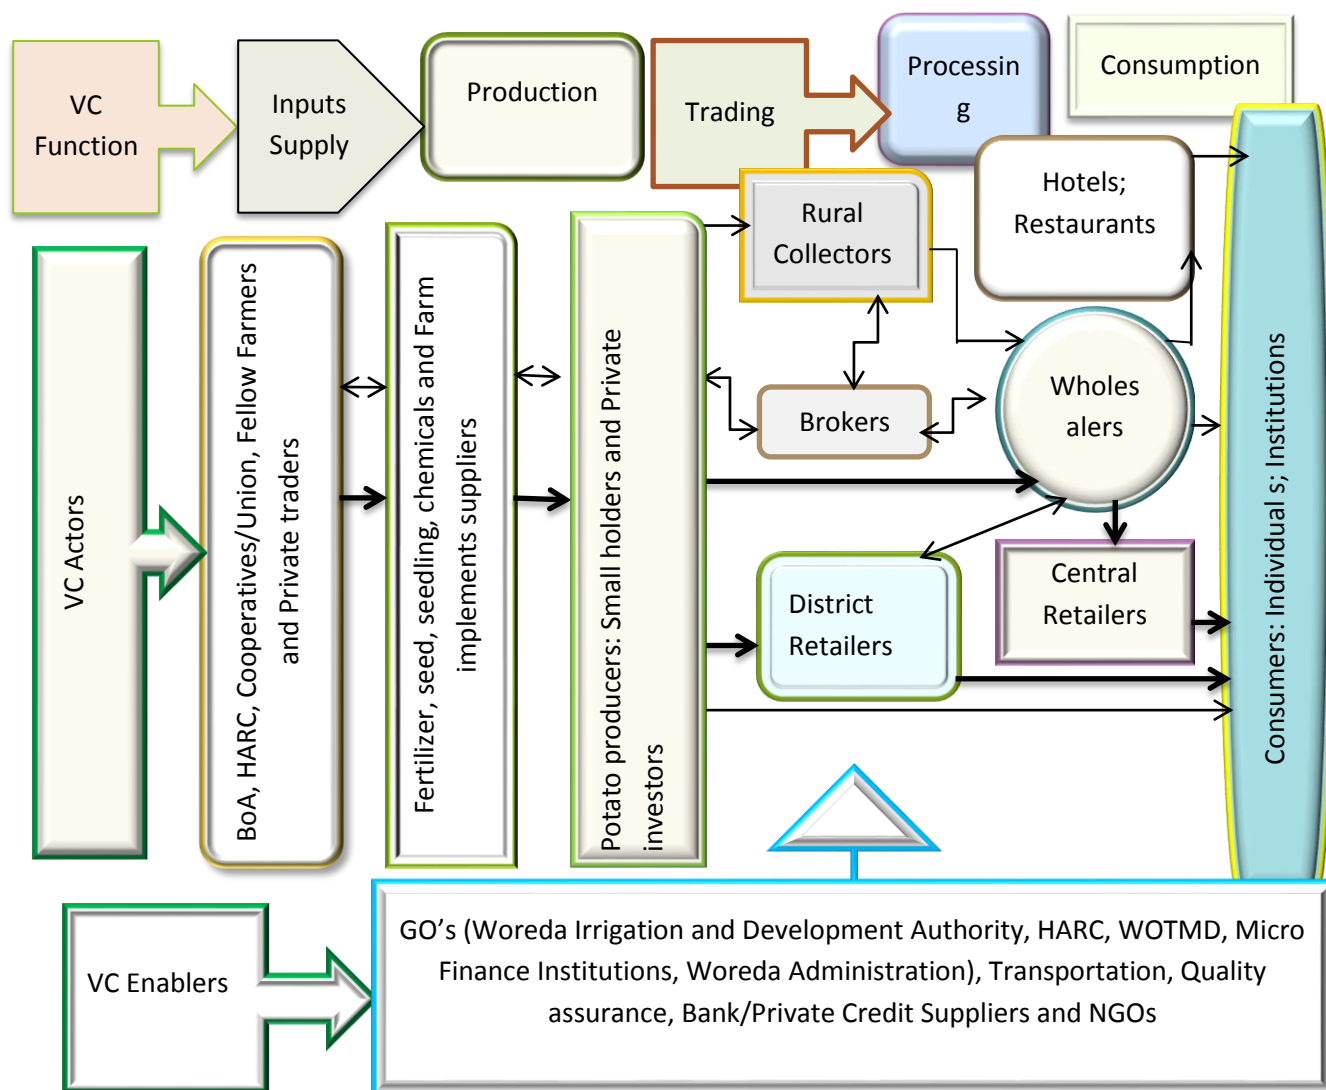 VC
Function
Inputs
Supply
Production
Trading
Processin
g
Consumption
VC Actors
BoA, HARC, Cooperatives/Union, Fellow Farmers
and Private traders
Fertilizer, seed, seedling, chemicals and Farm
implements suppliers
Potato producers: Small holders and Private
investors
Rural
Collectors
Hotels;
Restaurants
Brokers
Wholes
alers
District
Retailers
Central
Retailers
Consumers: Individual s; Institutions
VC Enablers
GO’s (Woreda Irrigation and Development Authority, HARC, WOTMD, Micro
Finance Institutions, Woreda Administration), Transportation, Quality
assurance, Bank/Private Credit Suppliers and NGOs